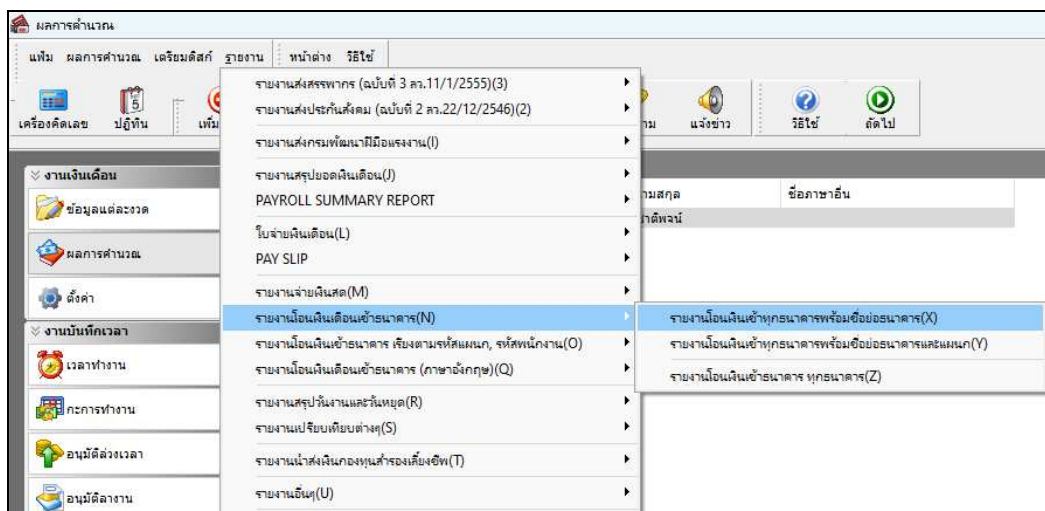 ผลการคำนวณ
แฟ้ม ผลการคำนวณ เตรียมดิสก์ รายงาน หน้าต่าง วิธีใช้
เครื่องคิดเลข ปฏิทิน แจ้งข่าว วิธีใช้ ถัดไป
งานเงินเดือน
ข้อมูลแต่ละงวด
ผลการคำนวณ
ตั้งค่า
งานบันทึกเวลา
เวลาทำงาน
กะการทำงาน
อนุมัติล่วงเวลา
อนุมัติลางาน
รายงานส่งสรรพากร (ฉบับที่ 3 ลว.11/1/2555)(3)
รายงานส่งประกันสังคม (ฉบับที่ 2 ลว.22/12/2546)(2)
รายงานส่งกรมพัฒนาฝีมือแรงงาน(I)
รายงานสรุปยอดเงินเดือน(J)
PAYROLL SUMMARY REPORT
ใบจ่ายเงินเดือน(L)
PAY SLIP
รายงานจ่ายเงินสด(M)
รายงานโอนเงินเดือนเข้าธนาคาร(N)
รายงานโอนเงินเข้าธนาคาร เรียงตามรหัสแผนก, รหัสพนักงาน(O)
รายงานโอนเงินเดือนเข้าธนาคาร (ภาษาอังกฤษ)(Q)
รายงานสรุปวันงานและวันหยุด(R)
รายงานเปรียบเทียบต่างๆ(S)
รายงานนำส่งเงินกองทุนสำรองเลี้ยงชีพ(T)
รายงานอื่นๆ(U)
ชื่อภาษาอื่น
รายงานโอนเงินเข้าทุกธนาคารพร้อมชื่อย่อธนาคาร(X)
รายงานโอนเงินเข้าทุกธนาคารพร้อมชื่อย่อธนาคารและแผนก(Y)
รายงานโอนเงินเข้าธนาคาร ทุกธนาคาร(Z)